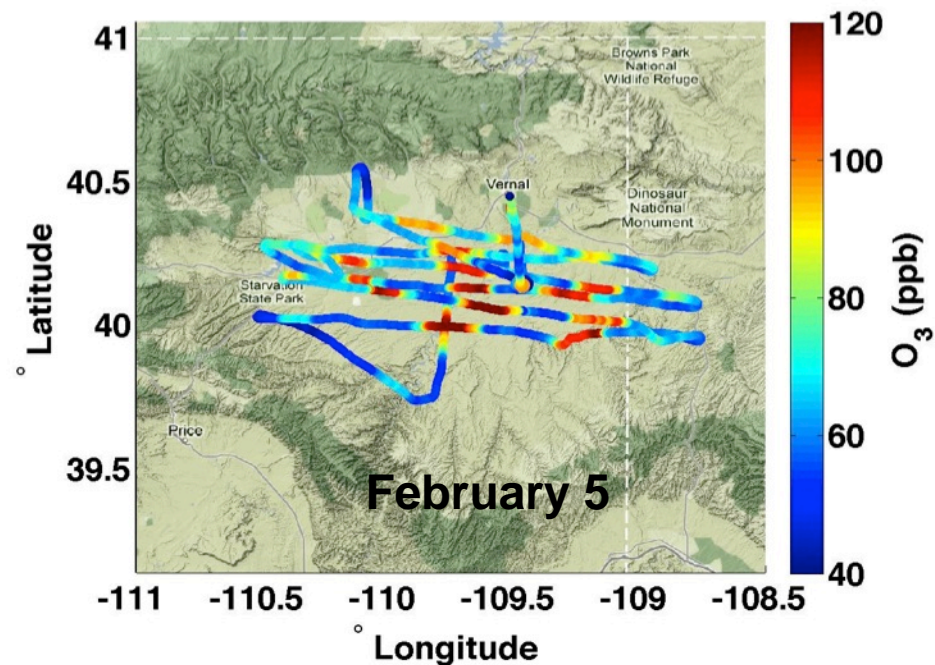 41
40.5
40
39.5
° Latitude
Browns Park
National
Wildlife Refuge
Vernal
Dinosaur
National
Monument
Starvation
State Park
Price
February 5
-111
-110.5
-110
-109.5
-109
-108.5
° Longitude
120
100
80
60
40
O3 (ppb)